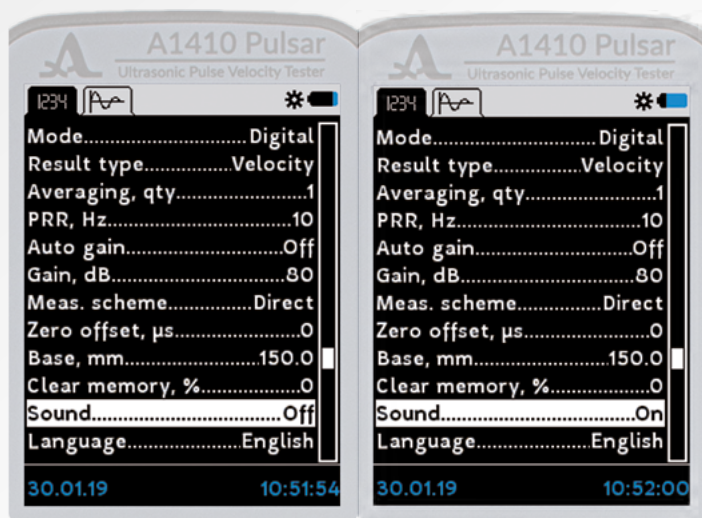 A1410 Pulsar
Ultrasonic Pulse Velocity Tester
1234
Mode..............................Digital
Result type...............Velocity
Averaging, qty.......................1
PRR, Hz................................10
Auto gain...........................Off
Gain, dB..............................80
Meas. scheme...............Direct
Zero offset, µs......................0
Base, mm........................150.0
Clear memory, %.................0
Sound..................................Off
Language....................English
30.01.19 10:51:54
A1410 Pulsar
Ultrasonic Pulse Velocity Tester
1234
Mode..............................Digital
Result type...............Velocity
Averaging, qty.......................1
PRR, Hz................................10
Auto gain...........................Off
Gain, dB..............................80
Meas. scheme...............Direct
Zero offset, µs......................0
Base, mm........................150.0
Clear memory, %.................0
Sound..................................On
Language....................English
30.01.19 10:52:00